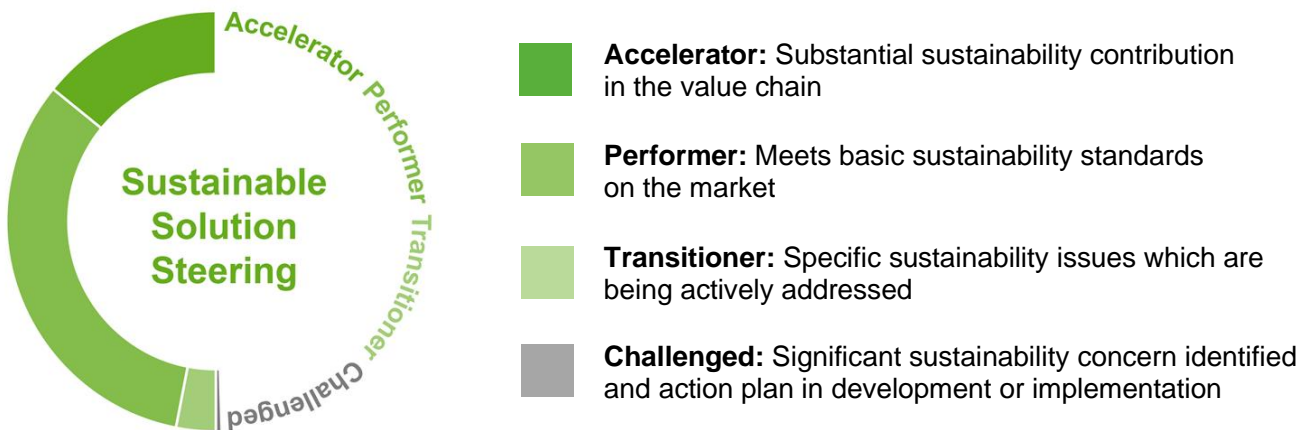 Accelerator Performer Transitioner Challenged
Sustainable
Solution
Steering
Accelerator: Substantial sustainability contribution
in the value chain
Performer: Meets basic sustainability standards
on the market
Transitioner: Specific sustainability issues which are
being actively addressed
Challenged: Significant sustainability concern identified
and action plan in development or implementation